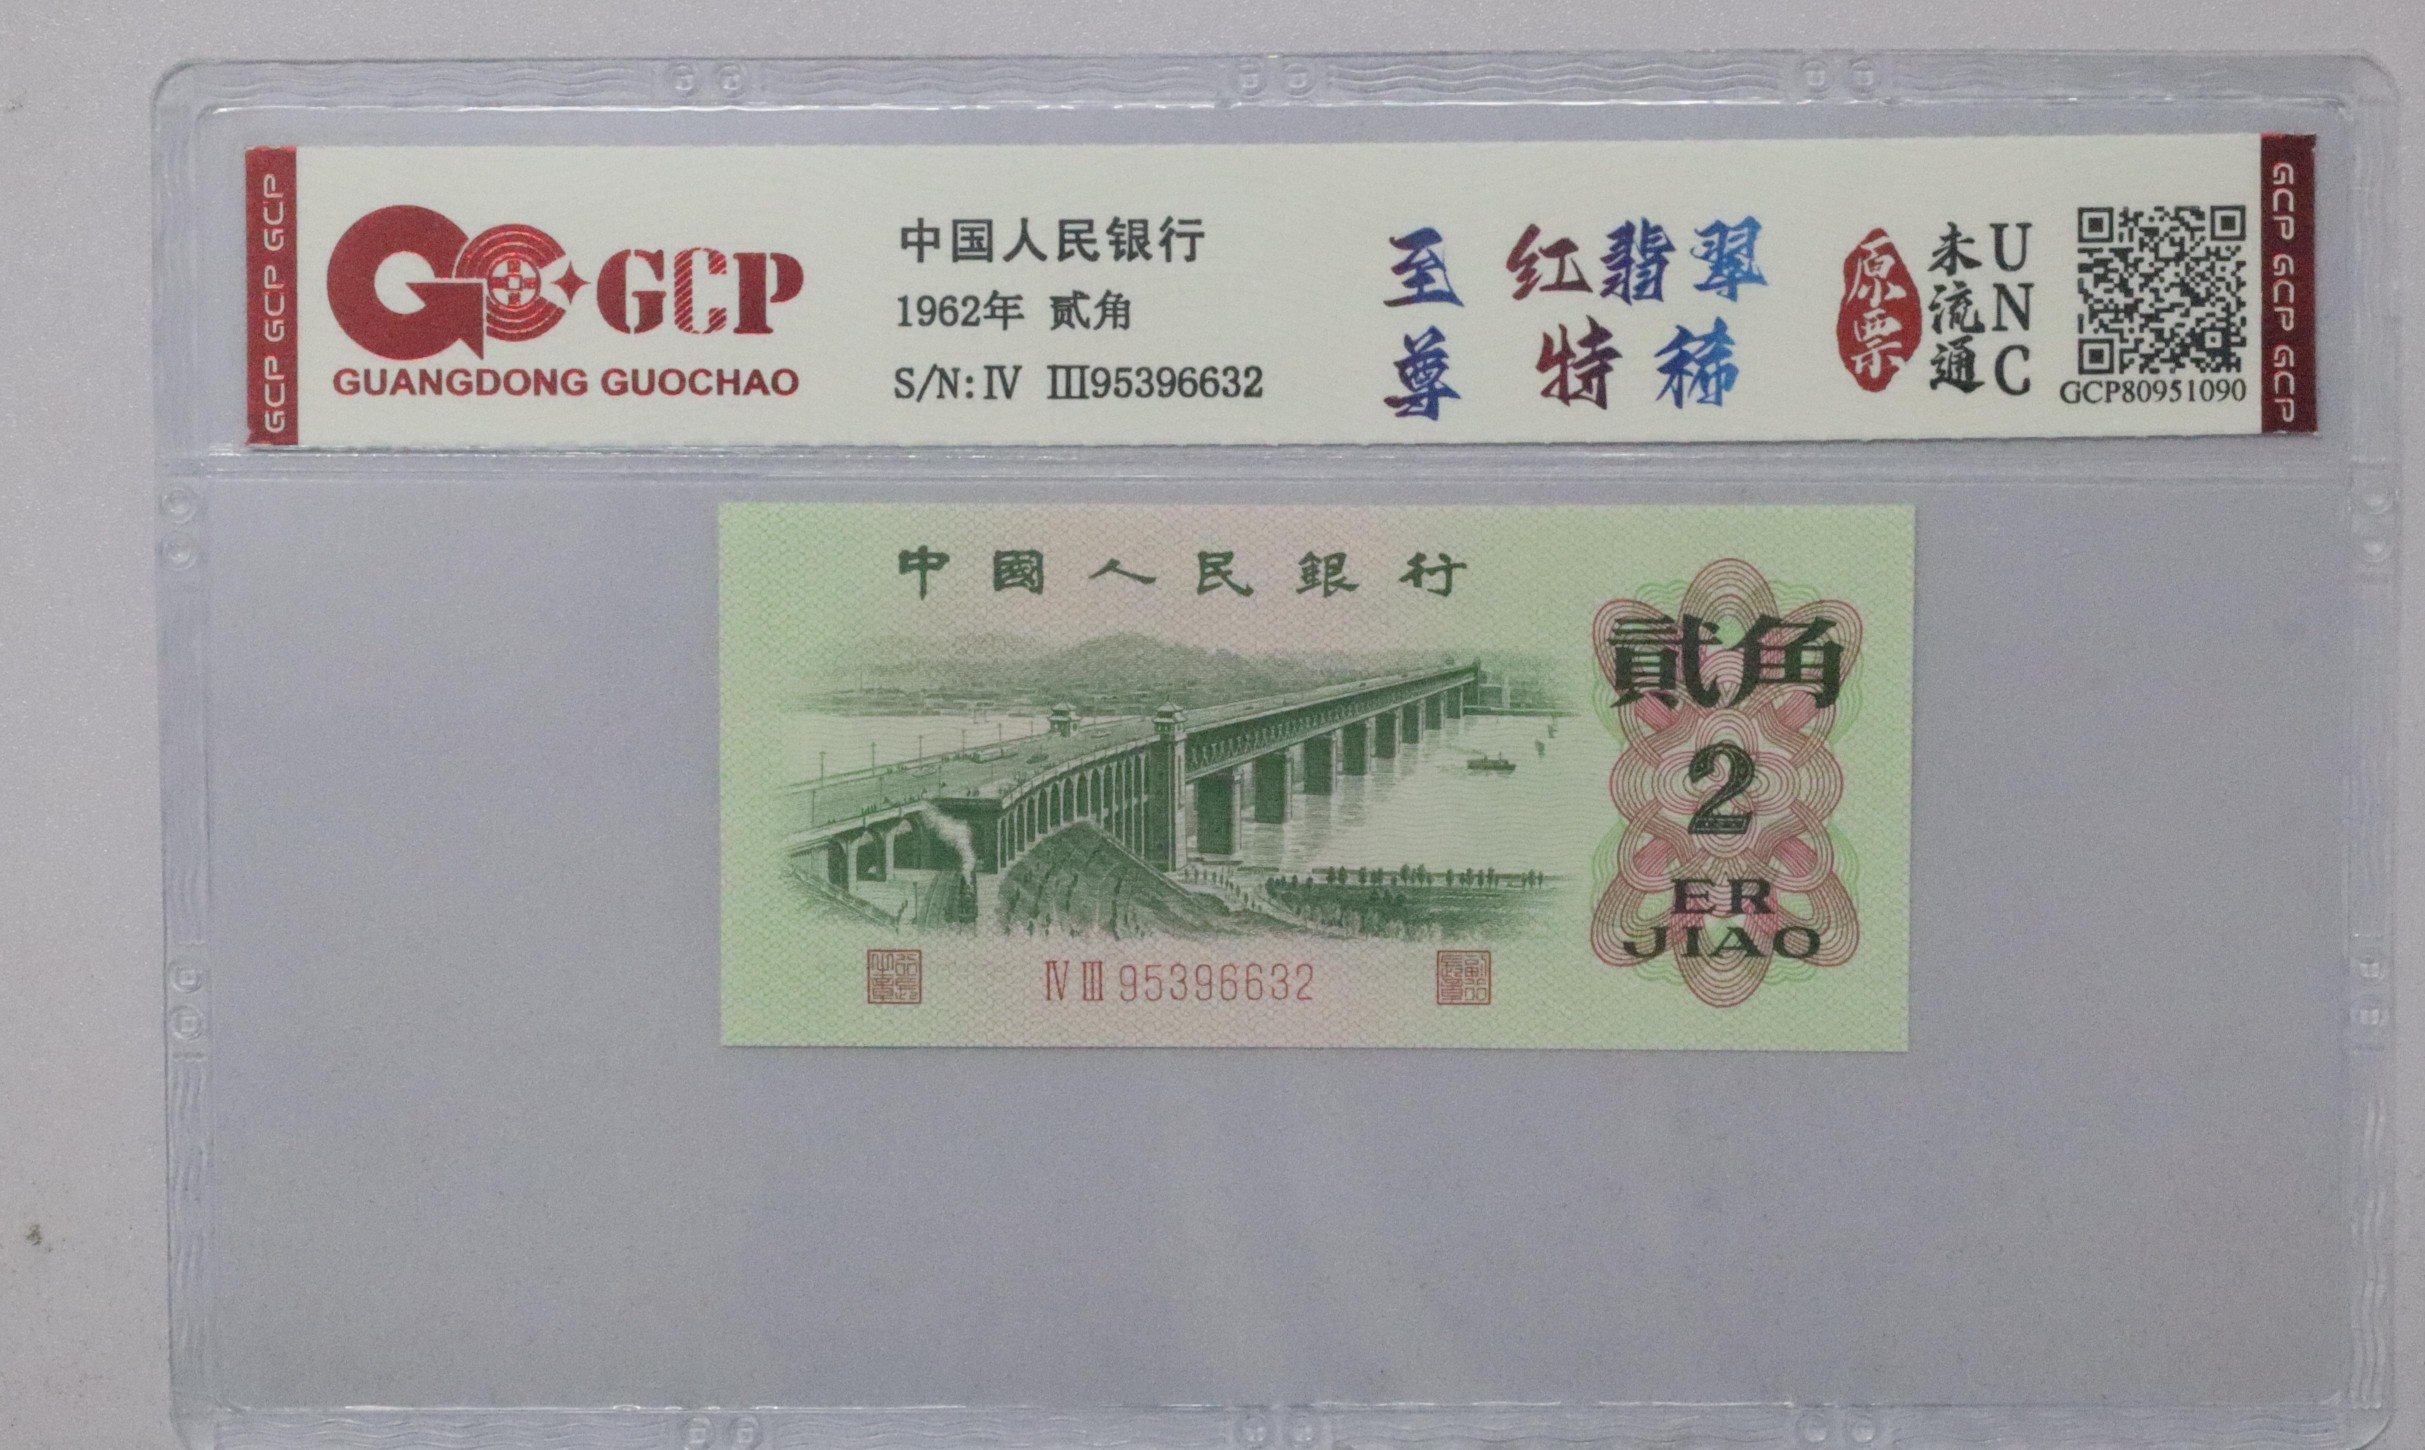 GCP GCP GCP
GCP
GUANGDONG GUOCHAO
中国人民银行
1962年 贰角
S/N: Ⅳ Ⅲ95396632
至尊
红翡翠
特稀
原票
未流通
UNC
GCP80951090
GCP GCP GCP
中國人民銀行
貳角
2
ER
JIAO
Ⅳ Ⅲ 95396632